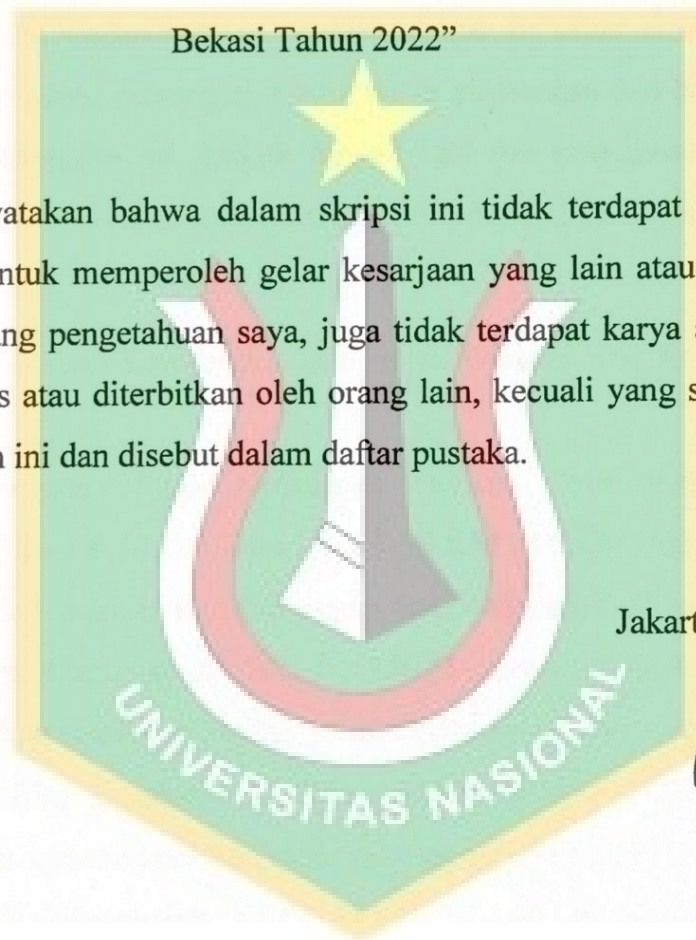 Bekasi Tahun 2022”
yatakan bahwa dalam skripsi ini tidak terdapat
ntuk memperoleh gelar kesarjaan yang lain atau
ng pengetahuan saya, juga tidak terdapat karya
s atau diterbitkan oleh orang lain, kecuali yang s
n ini dan disebut dalam daftar pustaka.
Jakart
UNIVERSITAS NASIONAL